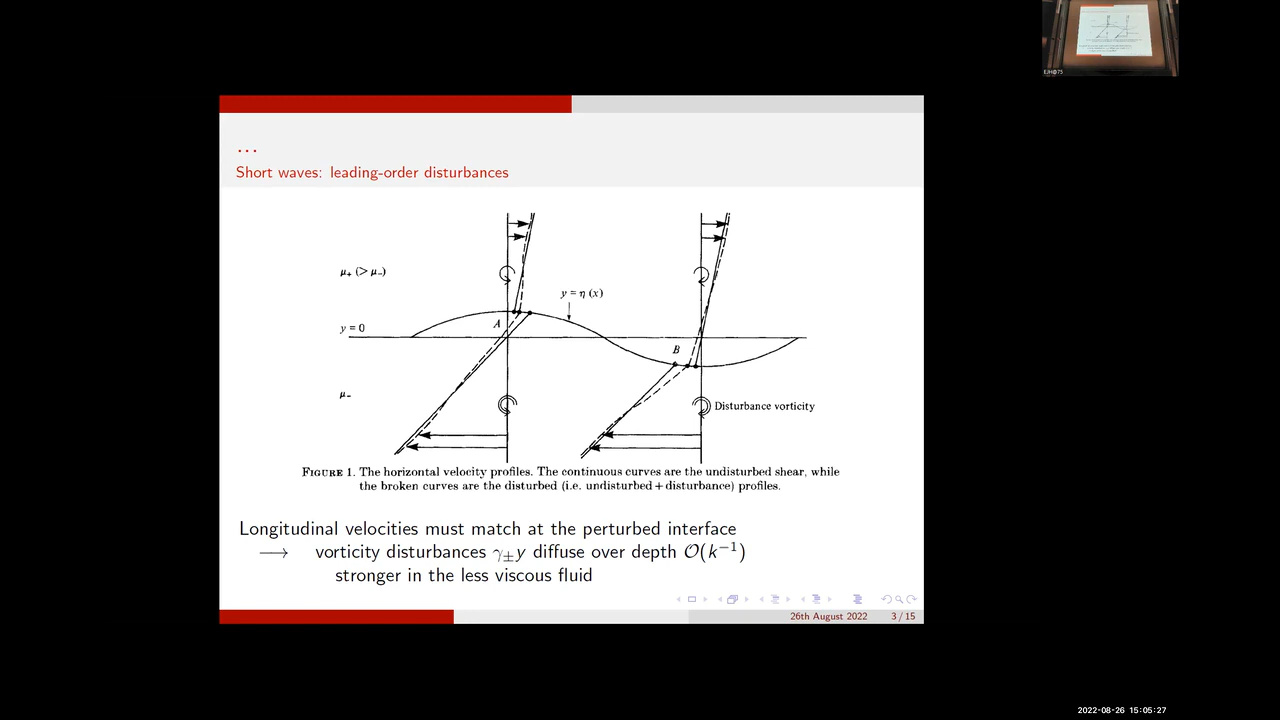 EJH@75
...
Short waves: leading-order disturbances
μ₊ (> μ₋)
y = η (x)
A
y = 0
B
μ₋
Disturbance vorticity
FIGURE 1. The horizontal velocity profiles. The continuous curves are the undisturbed shear, while
the broken curves are the disturbed (i.e. undisturbed + disturbance) profiles.
Longitudinal velocities must match at the perturbed interface
⟶ vorticity disturbances γ±y diffuse over depth O(k⁻¹)
stronger in the less viscous fluid
26th August 2022 3 / 15
2022-08-26 15:05:27